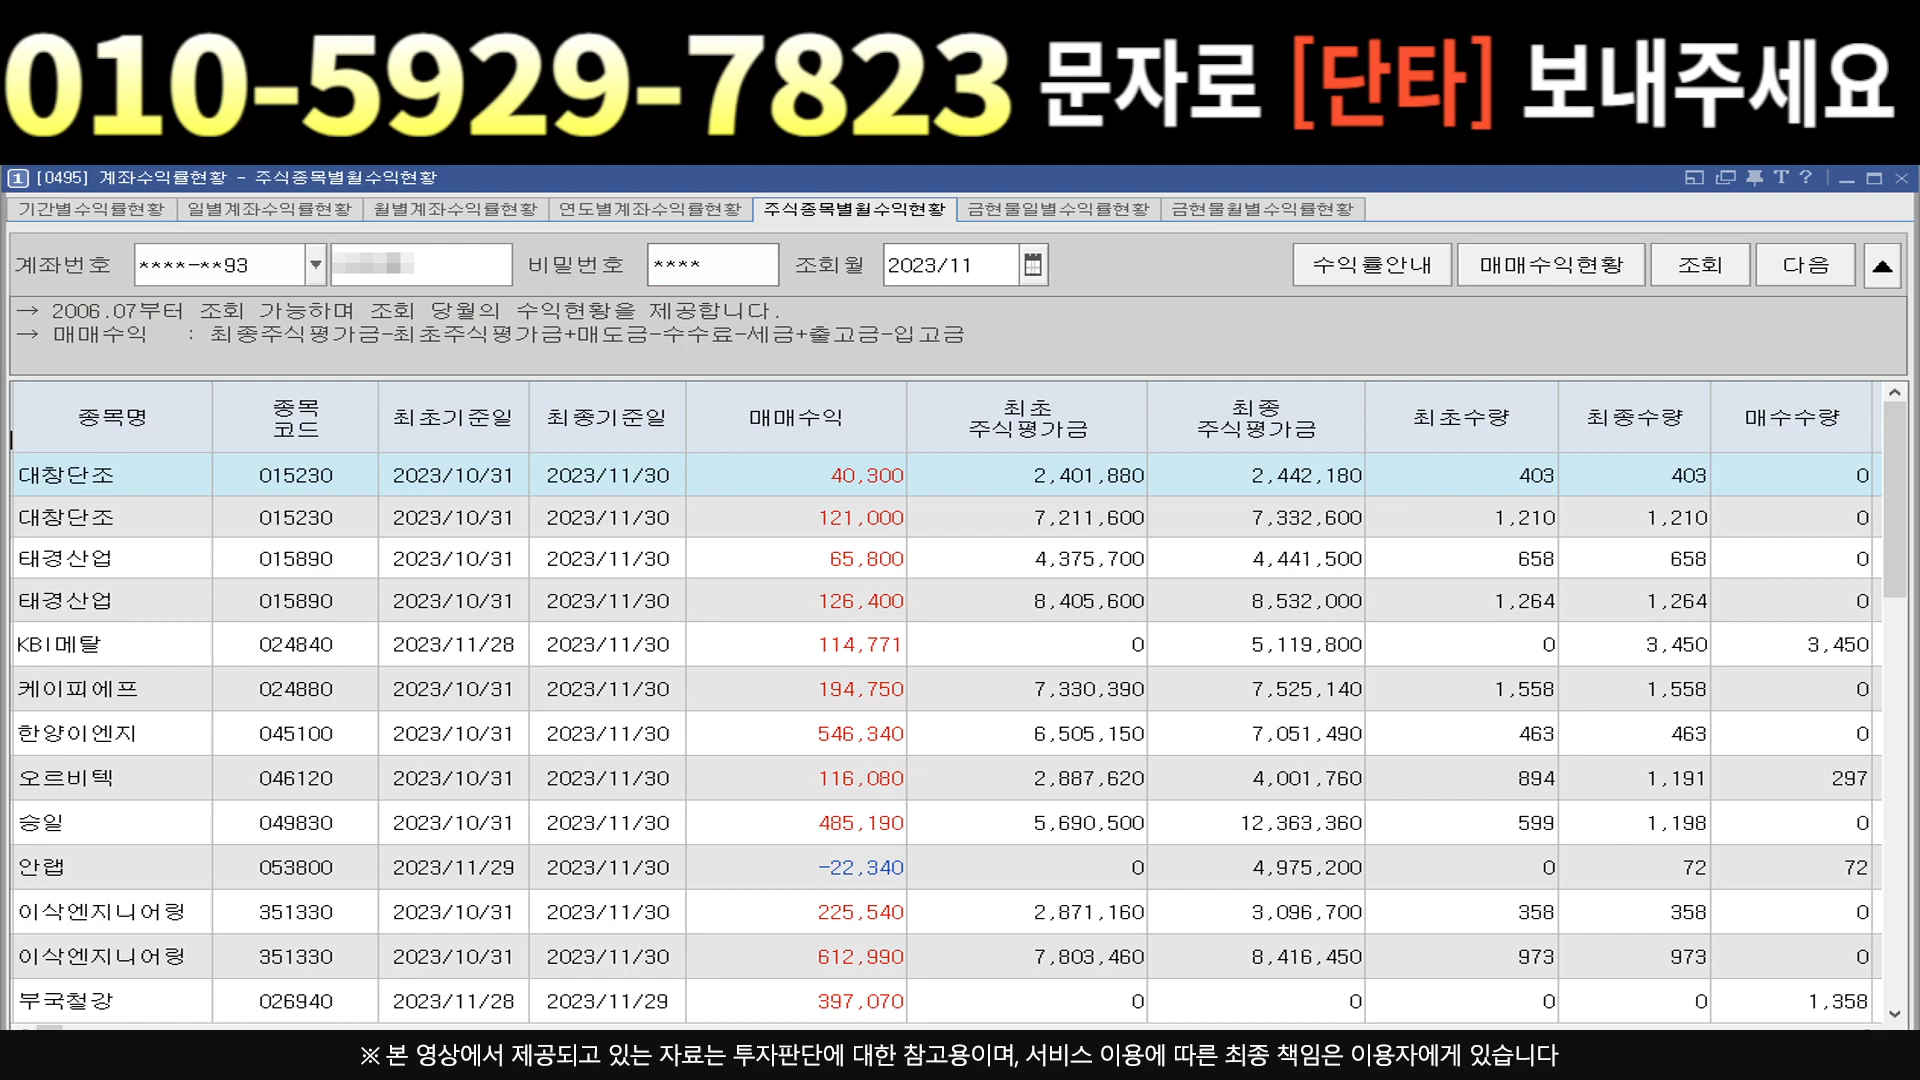 010-5929-7823 문자로 [단타] 보내주세요
1 [0495] 계좌수익률현황 - 주식종목별월수익현황 T ?
기간별수익률현황 일별계좌수익률현황 월별계좌수익률현황 연도별계좌수익률현황 주식종목별월수익현황 금현물일별수익률현황 금현물월별수익률현황
계좌번호 ****-**93 비밀번호 **** 조회월 2023/11 수익률안내 매매수익현황 조회 다음
→ 2006.07부터 조회 가능하며 조회 당월의 수익현황을 제공합니다.
→ 매매수익 : 최종주식평가금-최초주식평가금+매도금-수수료-세금+출고금-입고금
종목명 종목코드 최초기준일 최종기준일 매매수익 최초주식평가금 최종주식평가금 최초수량 최종수량 매수수량
대창단조 015230 2023/10/31 2023/11/30 40,300 2,401,880 2,442,180 403 403 0
대창단조 015230 2023/10/31 2023/11/30 121,000 7,211,600 7,332,600 1,210 1,210 0
태경산업 015890 2023/10/31 2023/11/30 65,800 4,375,700 4,441,500 658 658 0
태경산업 015890 2023/10/31 2023/11/30 126,400 8,405,600 8,532,000 1,264 1,264 0
KBI메탈 024840 2023/11/28 2023/11/30 114,771 0 5,119,800 0 3,450 3,450
케이피에프 024880 2023/10/31 2023/11/30 194,750 7,330,390 7,525,140 1,558 1,558 0
한양이엔지 045100 2023/10/31 2023/11/30 546,340 6,505,150 7,051,490 463 463 0
오르비텍 046120 2023/10/31 2023/11/30 116,080 2,887,620 4,001,760 894 1,191 297
승일 049830 2023/10/31 2023/11/30 485,190 5,690,500 12,363,360 599 1,198 0
안랩 053800 2023/11/29 2023/11/30 -22,340 0 4,975,200 0 72 72
이삭엔지니어링 351330 2023/10/31 2023/11/30 225,540 2,871,160 3,096,700 358 358 0
이삭엔지니어링 351330 2023/10/31 2023/11/30 612,990 7,803,460 8,416,450 973 973 0
부국철강 026940 2023/11/28 2023/11/29 397,070 0 0 0 0 1,358
※ 본 영상에서 제공되고 있는 자료는 투자판단에 대한 참고용이며, 서비스 이용에 따른 최종 책임은 이용자에게 있습니다